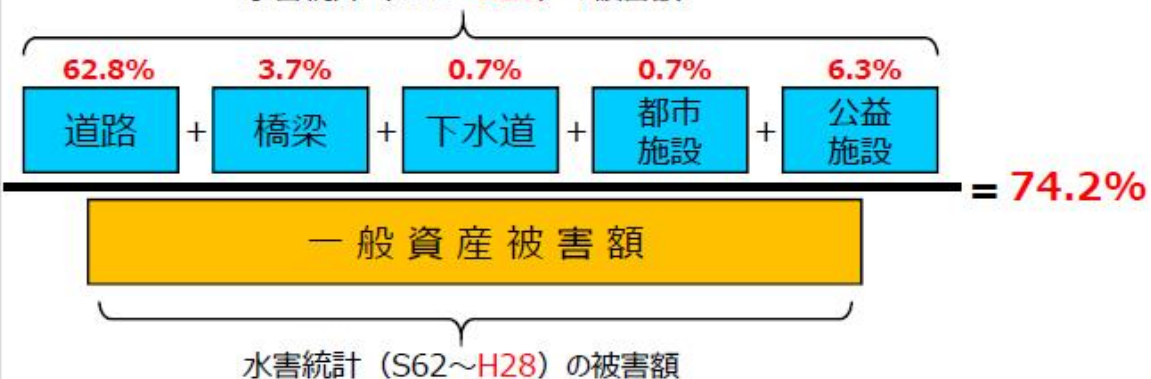 62.8% 3.7% 0.7% 0.7% 6.3%
道路 + 橋梁 + 下水道 + 都市施設 + 公益施設
= 74.2%
一般資産被害額
水害統計（S62～H28）の被害額